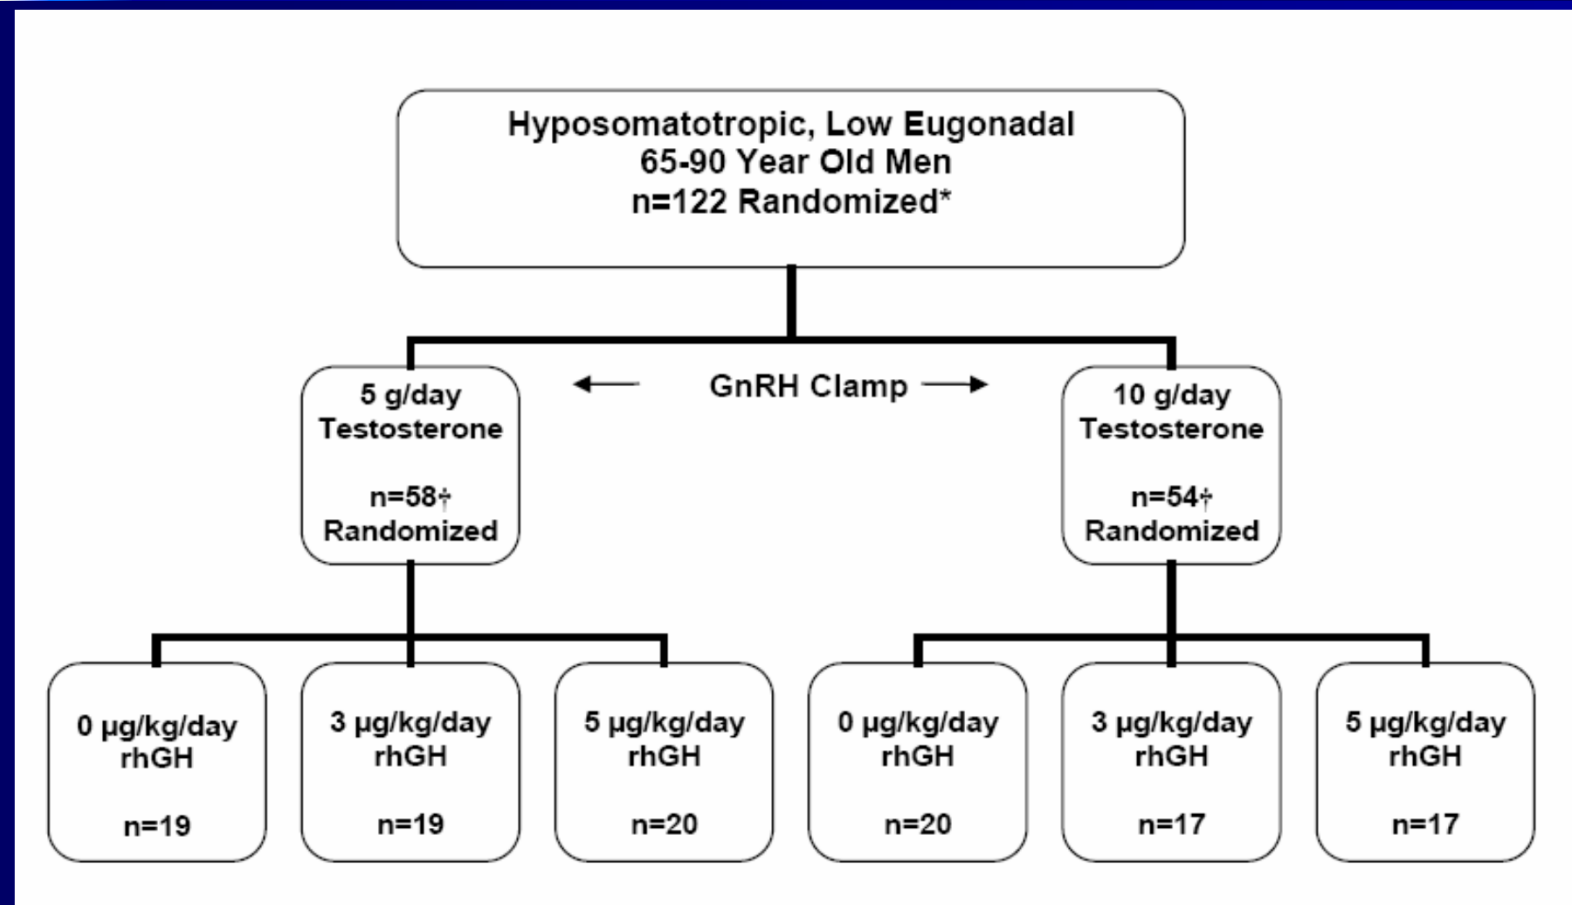 Hyposomatotropic, Low Eugonadal
65-90 Year Old Men
n=122 Randomized*
GnRH Clamp
5 g/day
Testosterone
n=58†
Randomized
10 g/day
Testosterone
n=54†
Randomized
0 µg/kg/day
rhGH
n=19
3 µg/kg/day
rhGH
n=19
5 µg/kg/day
rhGH
n=20
0 µg/kg/day
rhGH
n=20
3 µg/kg/day
rhGH
n=17
5 µg/kg/day
rhGH
n=17